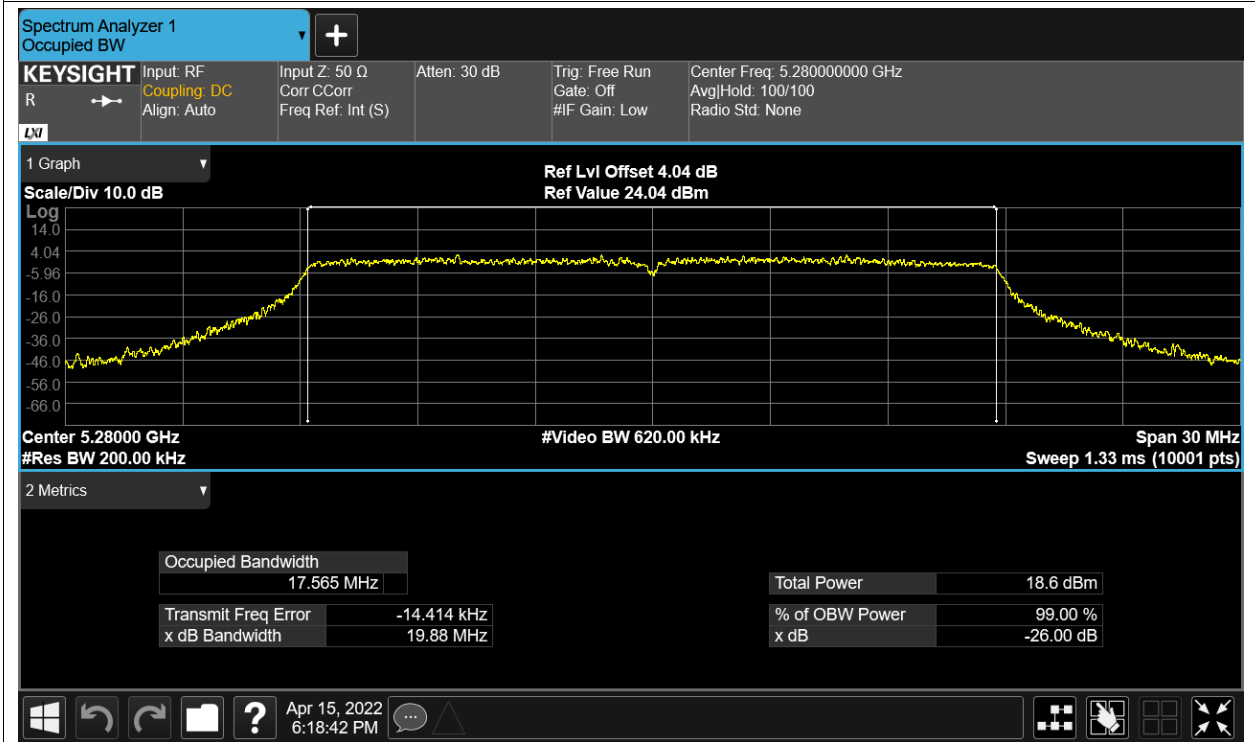 Spectrum Analyzer 1
Occupied BW
KEYSIGHT
R
LXI
Input: RF
Coupling: DC
Align: Auto
Input Z: 50 Ω
Corr CCorr
Freq Ref: Int (S)
Atten: 30 dB
Trig: Free Run
Gate: Off
#IF Gain: Low
Center Freq: 5.280000000 GHz
Avg|Hold: 100/100
Radio Std: None
1 Graph
Scale/Div 10.0 dB
Ref Lvl Offset 4.04 dB
Ref Value 24.04 dBm
Log
14.0
4.04
-5.96
-16.0
-26.0
-36.0
-46.0
-56.0
-66.0
Center 5.28000 GHz
#Video BW 620.00 kHz
Span 30 MHz
#Res BW 200.00 kHz
Sweep 1.33 ms (10001 pts)
2 Metrics
Occupied Bandwidth
17.565 MHz
Transmit Freq Error -14.414 kHz
x dB Bandwidth 19.88 MHz
Total Power 18.6 dBm
% of OBW Power 99.00 %
x dB -26.00 dB
?
Apr 15, 2022
6:18:42 PM